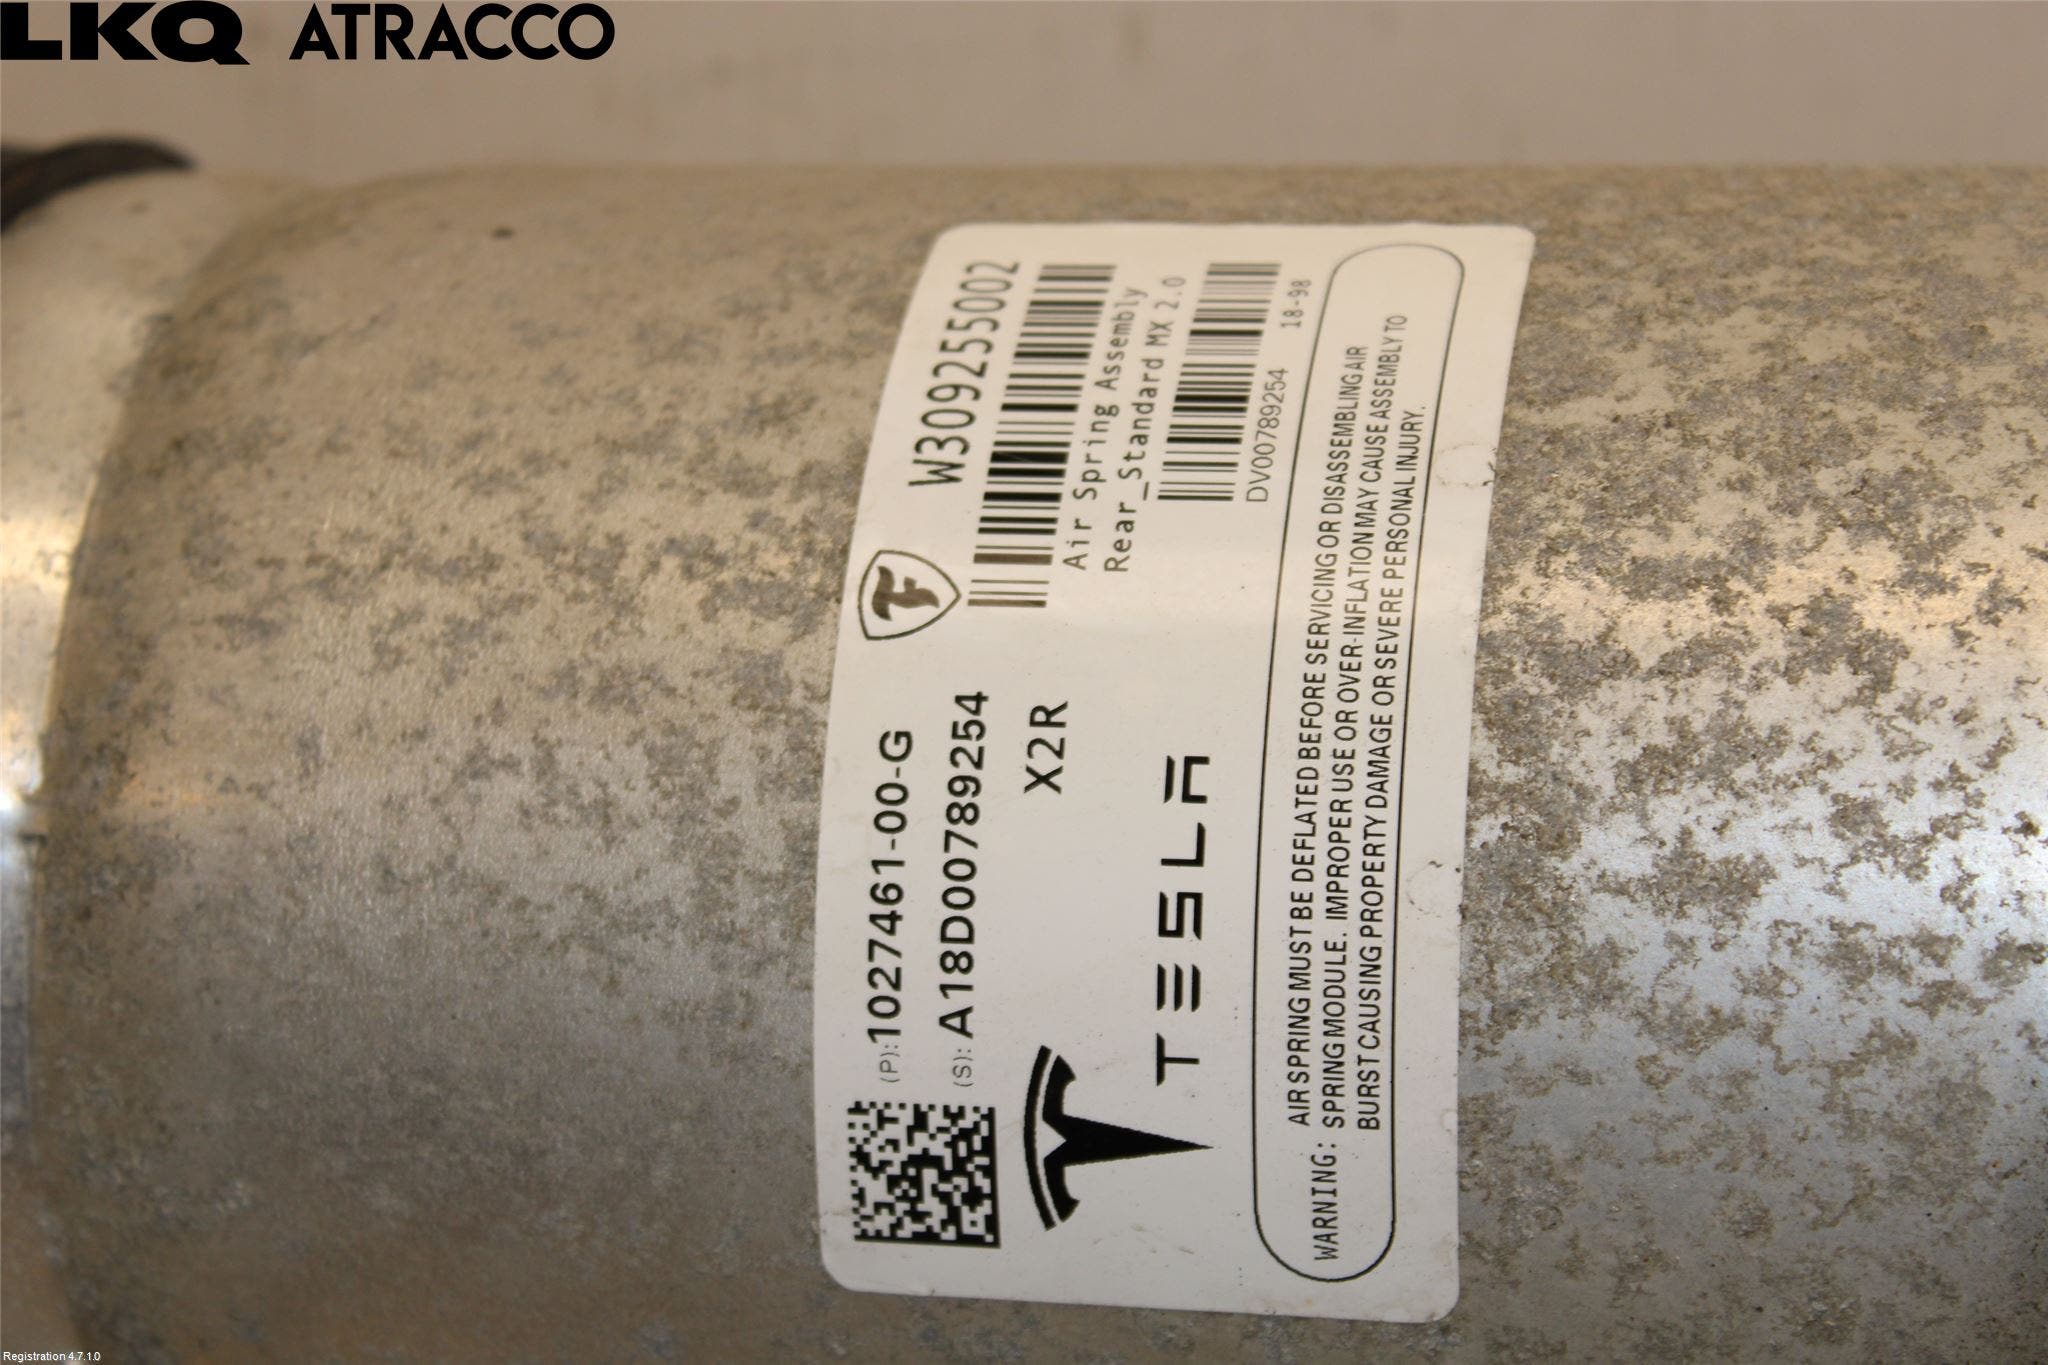 LKQ ATRACCO
(P): 1027461-00-G
(S): A18D00789254
X2R
TESLA
W309255002
Air Spring Assembly
Rear_Standard MX 2.0
DV00789254
18-98
WARNING: AIR SPRING MUST BE DEFLATED BEFORE SERVICING OR DISASSEMBLING AIR
SPRING MODULE. IMPROPER USE OR OVER-INFLATION MAY CAUSE ASSEMBLY TO
BURST CAUSING PROPERTY DAMAGE OR SEVERE PERSONAL INJURY.
Registration 4.7.1.0